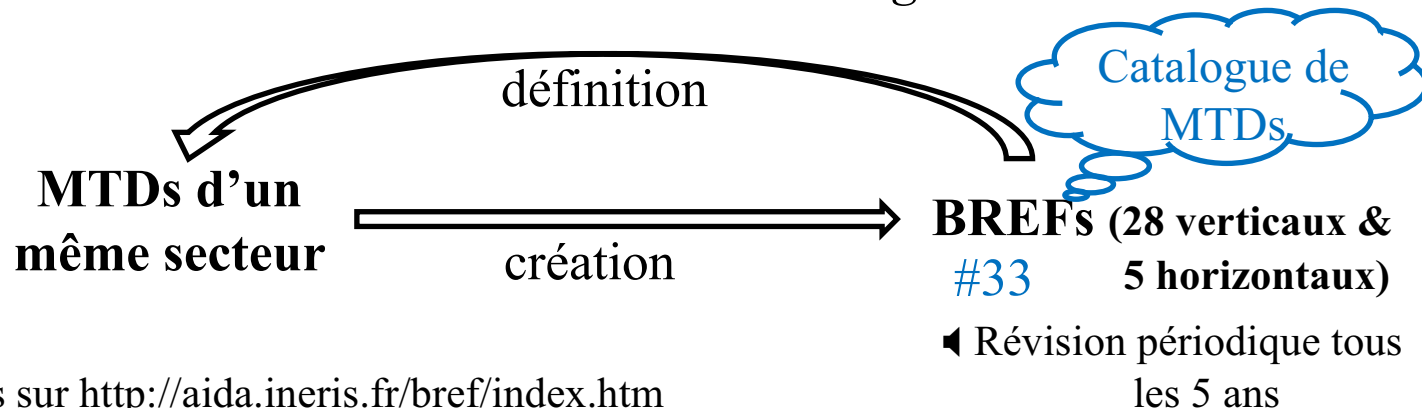 définition
Catalogue de
MTDs
MTDs d’un
même secteur
création
BREFs (28 verticaux &
#33 5 horizontaux)
Révision périodique tous
les 5 ans
sur http://aida.ineris.fr/bref/index.htm